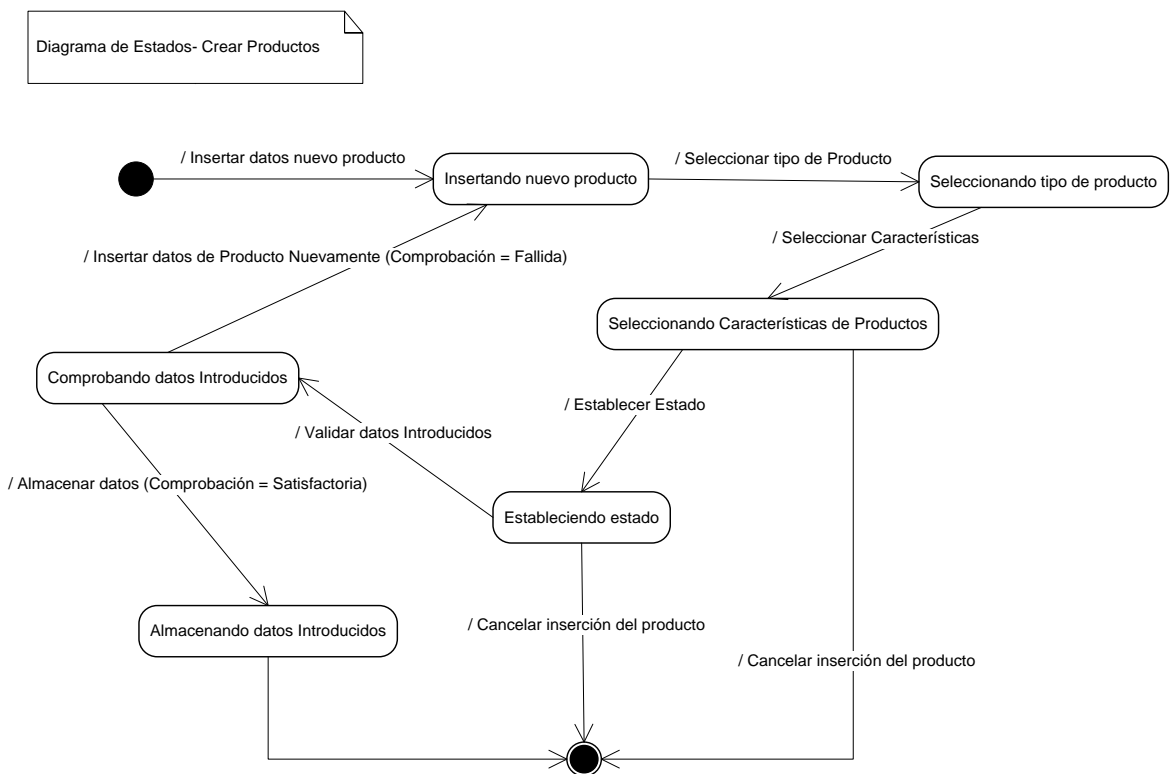 Diagrama de Estados- Crear Productos
/ Insertar datos nuevo producto
Insertando nuevo producto
/ Seleccionar tipo de Producto
Seleccionando tipo de producto
/ Seleccionar Características
/ Insertar datos de Producto Nuevamente (Comprobación = Fallida)
Seleccionando Características de Productos
Comprobando datos Introducidos
/ Establecer Estado
/ Validar datos Introducidos
/ Almacenar datos (Comprobación = Satisfactoria)
Estableciendo estado
Almacenando datos Introducidos
/ Cancelar inserción del producto
/ Cancelar inserción del producto